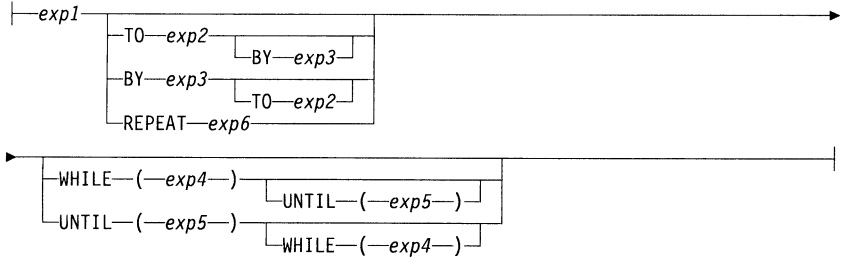 exp1
TO exp2
BY exp3
BY exp3
TO exp2
REPEAT exp6
WHILE ( exp4 )
UNTIL ( exp5 )
UNTIL ( exp5 )
WHILE ( exp4 )